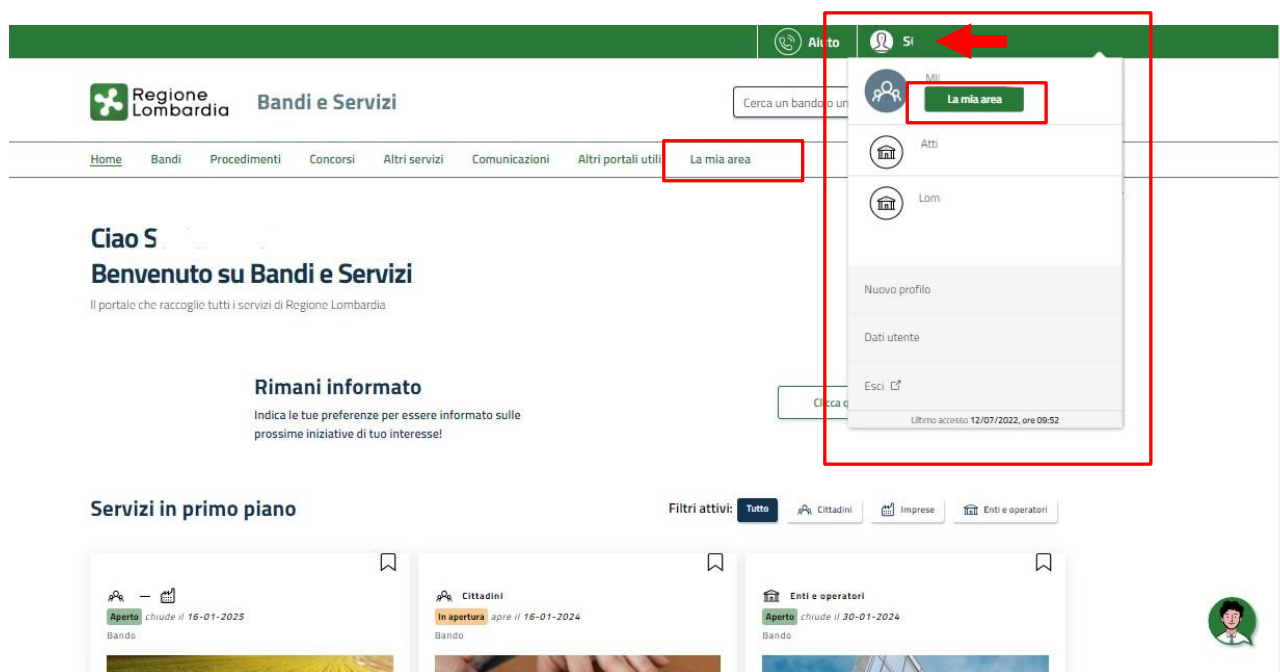 Aiuto
Regione
Lombardia
Bandi e Servizi
Cerca un bando o un
La mia area
Atti
Lom
Home Bandi Procedimenti Concorsi Altri servizi Comunicazioni Altri portali utili La mia area
Ciao S
Benvenuto su Bandi e Servizi
Il portale che raccoglie tutti i servizi di Regione Lombardia
Nuovo profilo
Dati utente
Esci
Ultimo accesso 12/07/2022, ore 09:52
Rimani informato
Indica le tue preferenze per essere informato sulle
prossime iniziative di tuo interesse!
Clicca q
Servizi in primo piano
Filtri attivi: Tutto Cittadini Imprese Enti e operatori
Aperto chiude il 16-01-2025
Bando
Cittadini
In apertura apre il 16-01-2024
Bando
Enti e operatori
Aperto chiude il 30-01-2024
Bando